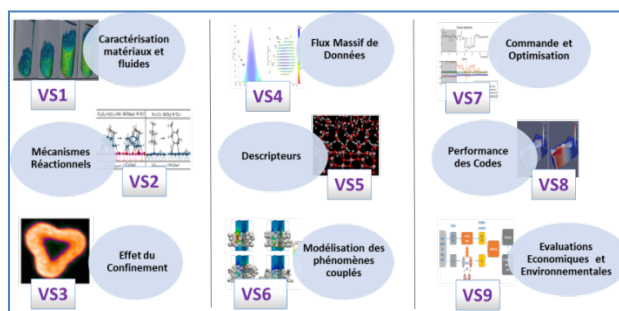 Caractérisation
matériaux et
fluides
VS1
Mécanismes
Réactionnels
VS2
Effet du
Confinement
VS3
Flux Massif de
Données
VS4
Descripteurs
VS5
Modélisation des
phénomènes
couplés
VS6
Commande et
Optimisation
VS7
Performance
des Codes
VS8
Evaluations
Economiques et
Environnementales
VS9